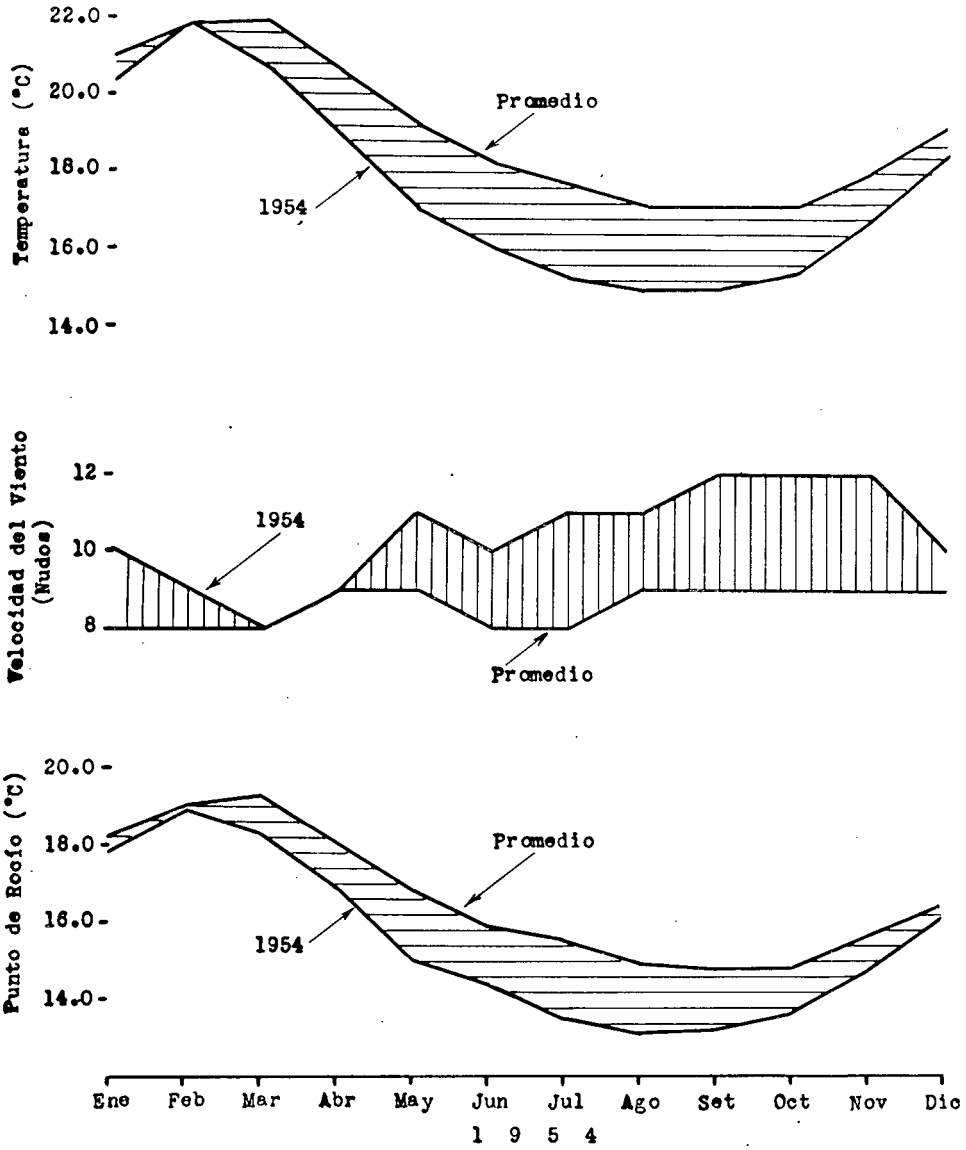 Temperatura (°C)
22.0
20.0
18.0
16.0
14.0
Promedio
1954
Velocidad del Viento
(Nudos)
12
10
8
1954
Promedio
Punto de Rocío (°C)
20.0
18.0
16.0
14.0
Promedio
1954
Ene Feb Mar Abr May Jun Jul Ago Set Oct Nov Dic
1 9 5 4